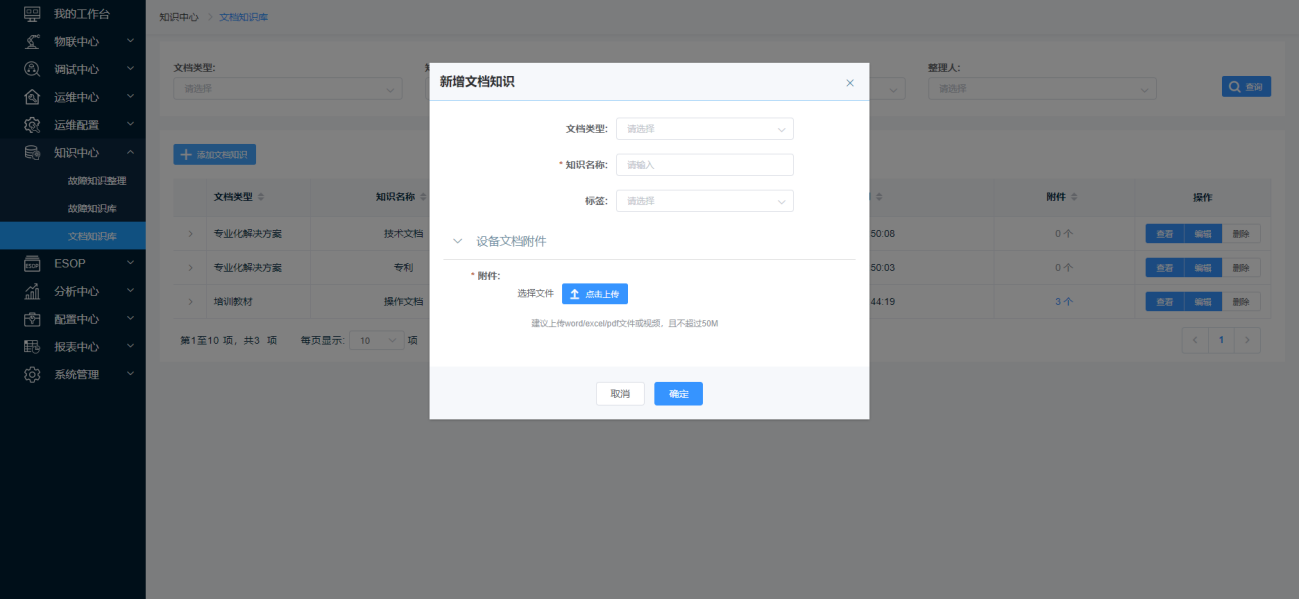 我的工作台
物联中心
调试中心
运维中心
运维配置
知识中心
故障知识整理
故障知识库
文档知识库
ESOP
分析中心
配置中心
报表中心
系统管理
知识中心 > 文档知识库
文档类型:
请选择
整理人:
请选择
查询
添加文档知识
文档类型 知识名称 附件 操作
专业化解决方案 技术文档 50:08 0 个 查看 编辑 删除
专业化解决方案 专利 50:03 0 个 查看 编辑 删除
培训教材 操作文档 44:19 3 个 查看 编辑 删除
第1至10 项，共3 项 每页显示: 10 项
< 1 >
新增文档知识
文档类型: 请选择
* 知识名称: 请输入
标签: 请选择
设备文档附件
* 附件:
选择文件 点击上传
建议上传word/excel/pdf文件或视频，且不超过50M
取消 确定